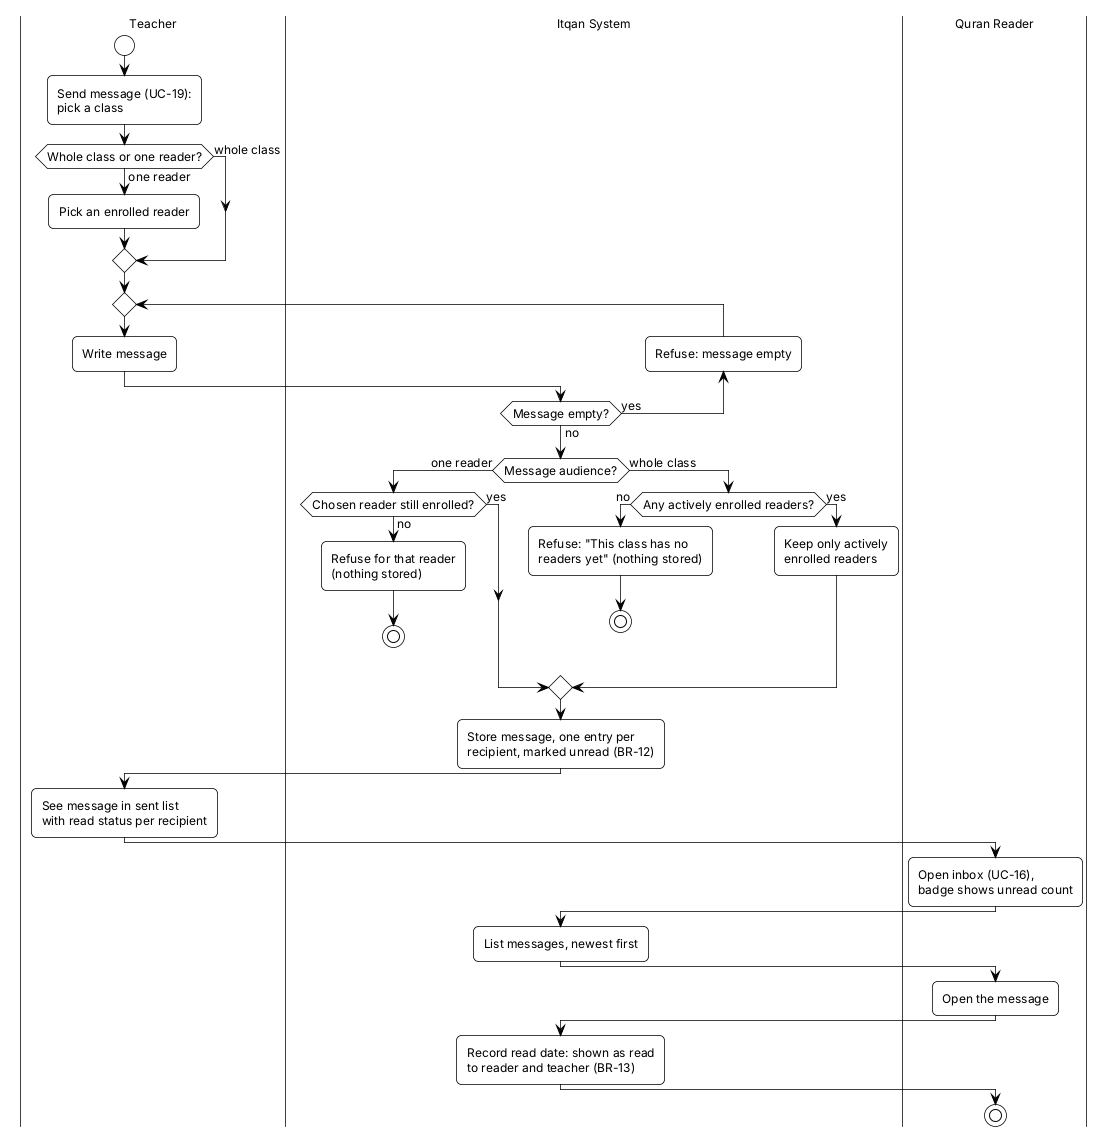 Teacher
Itqan System
Quran Reader
Send message (UC-19):
pick a class
Whole class or one reader?
whole class
one reader
Pick an enrolled reader
Write message
Refuse: message empty
Message empty?
yes
no
one reader
Message audience?
whole class
Chosen reader still enrolled?
yes
no
Any actively enrolled readers?
yes
no
Refuse for that reader
(nothing stored)
Refuse: "This class has no
readers yet" (nothing stored)
Keep only actively
enrolled readers
Store message, one entry per
recipient, marked unread (BR-12)
See message in sent list
with read status per recipient
Open inbox (UC-16),
badge shows unread count
List messages, newest first
Open the message
Record read date: shown as read
to reader and teacher (BR-13)